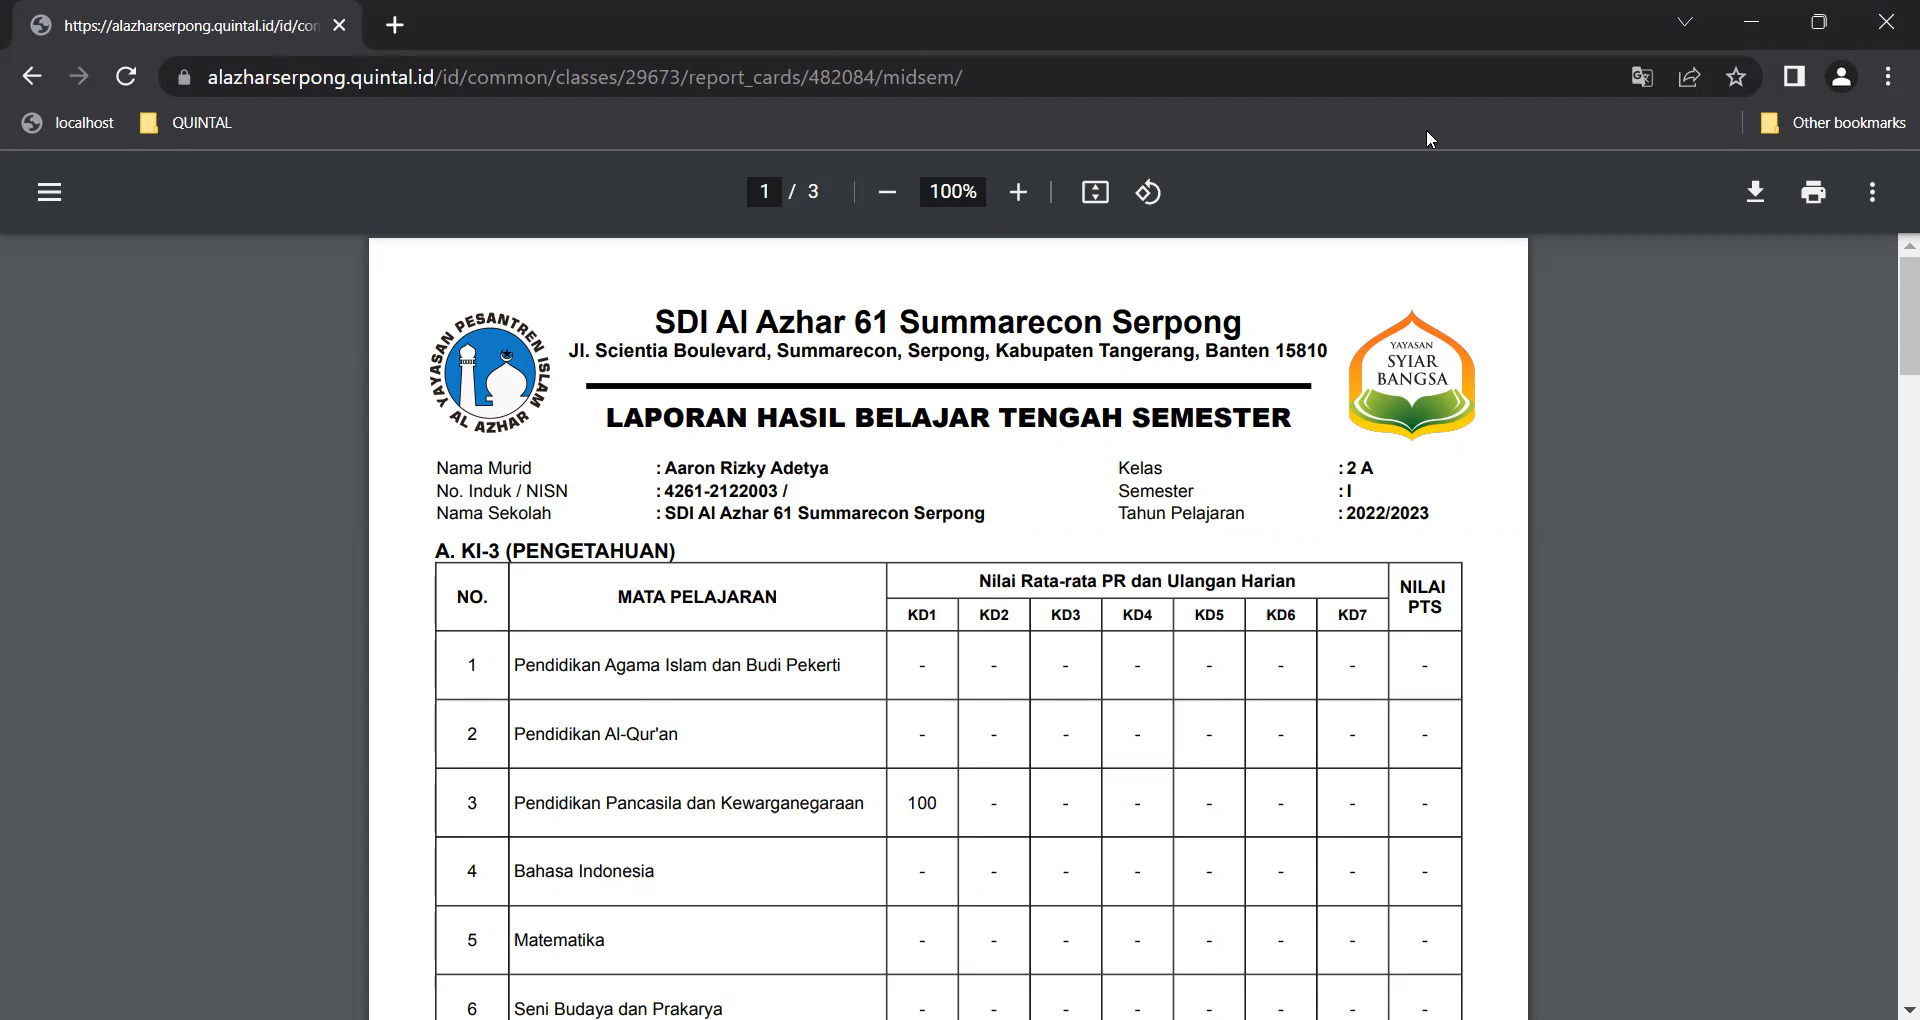 https://alazharserpong.quintal.id/id/con
alazharserpong.quintal.id/id/common/classes/29673/report_cards/482084/midsem/
localhost QUINTAL Other bookmarks
1 / 3 100%
YAYASAN PESANTREN ISLAM
AL AZHAR
SDI Al Azhar 61 Summarecon Serpong
Jl. Scientia Boulevard, Summarecon, Serpong, Kabupaten Tangerang, Banten 15810
LAPORAN HASIL BELAJAR TENGAH SEMESTER
YAYASAN
SYIAR
BANGSA
Nama Murid : Aaron Rizky Adetya Kelas : 2 A
No. Induk / NISN : 4261-2122003 / Semester : I
Nama Sekolah : SDI Al Azhar 61 Summarecon Serpong Tahun Pelajaran : 2022/2023
A. KI-3 (PENGETAHUAN)
NO. MATA PELAJARAN Nilai Rata-rata PR dan Ulangan Harian NILAI PTS
KD1 KD2 KD3 KD4 KD5 KD6 KD7
1 Pendidikan Agama Islam dan Budi Pekerti - - - - - - - -
2 Pendidikan Al-Qur'an - - - - - - - -
3 Pendidikan Pancasila dan Kewarganegaraan 100 - - - - - - -
4 Bahasa Indonesia - - - - - - - -
5 Matematika - - - - - - - -
6 Seni Budaya dan Prakarya - - - - - - - -